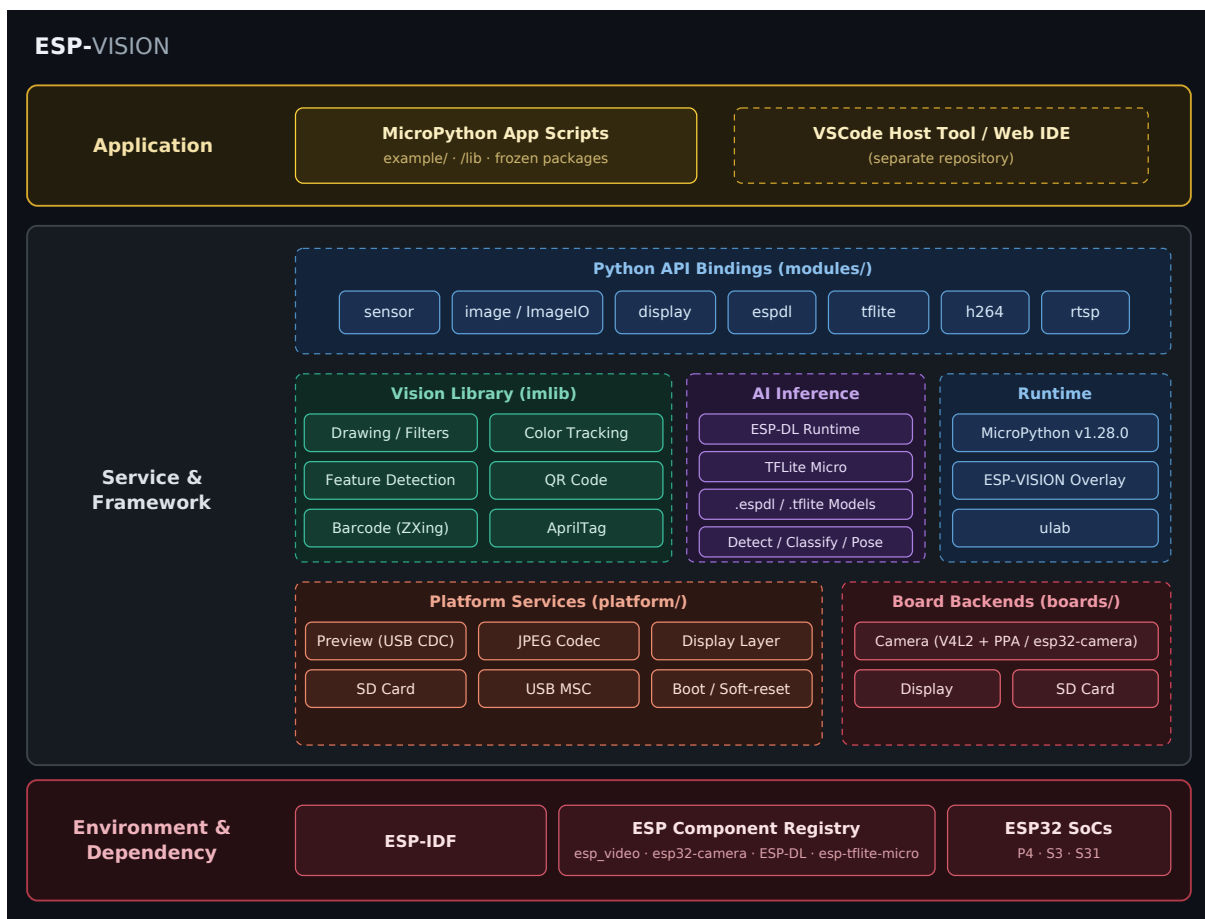 ESP-VISION
Application
MicroPython App Scripts
example/ · /lib · frozen packages
VSCode Host Tool / Web IDE
(separate repository)
Service &
Framework
Python API Bindings (modules/)
sensor
image / ImageIO
display
espdl
tflite
h264
rtsp
Vision Library (imlib)
Drawing / Filters
Color Tracking
Feature Detection
QR Code
Barcode (ZXing)
AprilTag
AI Inference
ESP-DL Runtime
TFLite Micro
.espdl / .tflite Models
Detect / Classify / Pose
Runtime
MicroPython v1.28.0
ESP-VISION Overlay
ulab
Platform Services (platform/)
Preview (USB CDC)
JPEG Codec
Display Layer
SD Card
USB MSC
Boot / Soft-reset
Board Backends (boards/)
Camera (V4L2 + PPA / esp32-camera)
Display
SD Card
Environment &
Dependency
ESP-IDF
ESP Component Registry
esp_video · esp32-camera · ESP-DL · esp-tflite-micro
ESP32 SoCs
P4 · S3 · S31